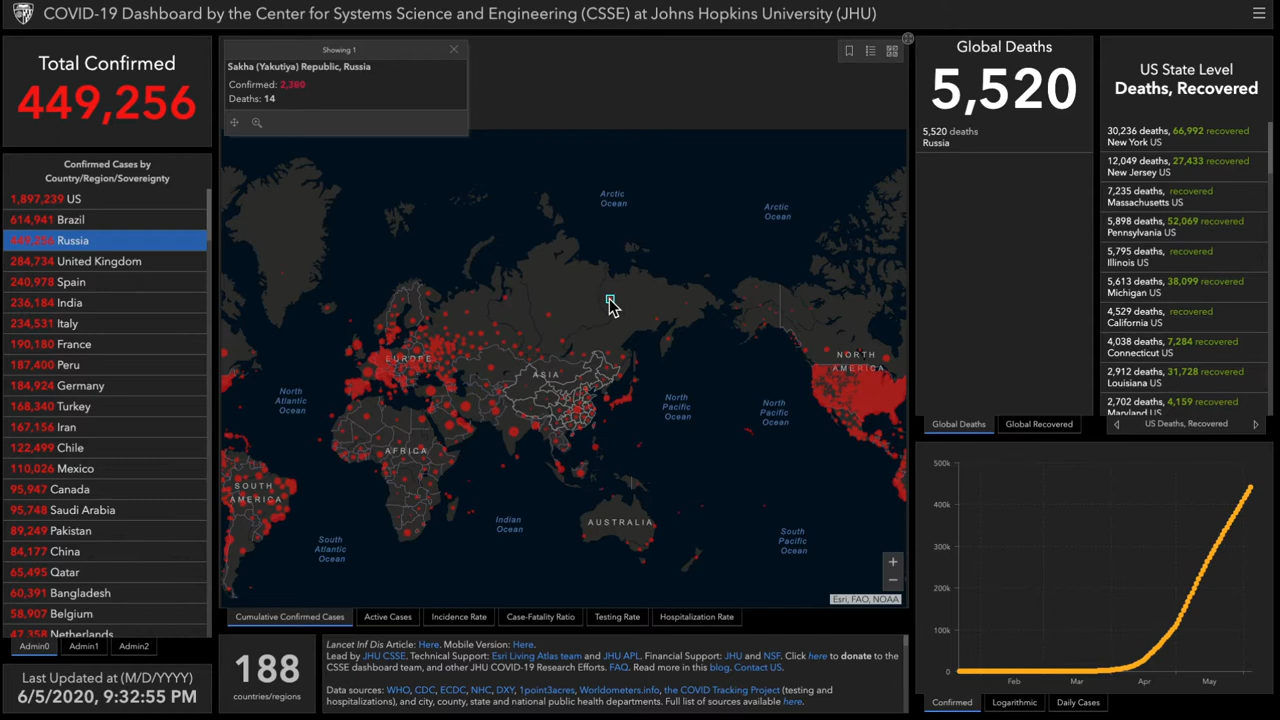 COVID-19 Dashboard by the Center for Systems Science and Engineering (CSSE) at Johns Hopkins University (JHU)
Total Confirmed
449,256
Confirmed Cases by
Country/Region/Sovereignty
1,897,239 US
614,941 Brazil
449,256 Russia
284,734 United Kingdom
240,978 Spain
236,184 India
234,531 Italy
190,180 France
187,400 Peru
184,924 Germany
168,340 Turkey
167,156 Iran
122,499 Chile
110,026 Mexico
95,947 Canada
95,748 Saudi Arabia
89,249 Pakistan
84,177 China
65,495 Qatar
60,391 Bangladesh
58,907 Belgium
47,358 Netherlands
Admin0 Admin1 Admin2
Last Updated at (M/D/YYYY)
6/5/2020, 9:32:55 PM
Showing 1
Sakha (Yakutiya) Republic, Russia
Confirmed: 2,380
Deaths: 14
Arctic
Ocean
Arctic
Ocean
EUROPE
ASIA
NORTH
AMERICA
North
Atlantic
Ocean
North
Pacific
Ocean
North
Pacific
Ocean
AFRICA
SOUTH
AMERICA
AUSTRALIA
Indian
Ocean
South
Atlantic
Ocean
South
Pacific
Ocean
+
−
Esri, FAO, NOAA
Cumulative Confirmed Cases Active Cases Incidence Rate Case-Fatality Ratio Testing Rate Hospitalization Rate
188
countries/regions
Lancet Inf Dis Article: Here. Mobile Version: Here.
Lead by JHU CSSE. Technical Support: Esri Living Atlas team and JHU APL. Financial Support: JHU and NSF. Click here to donate to the
CSSE dashboard team, and other JHU COVID-19 Research Efforts. FAQ. Read more in this blog. Contact US.
Data sources: WHO, CDC, ECDC, NHC, DXY, 1point3acres, Worldometers.info, the COVID Tracking Project (testing and
hospitalizations), and city, county, state and national public health departments. Full list of sources available here.
Global Deaths
5,520
5,520 deaths
Russia
Global Deaths Global Recovered
US State Level
Deaths, Recovered
30,236 deaths, 66,992 recovered
New York US
12,049 deaths, 27,433 recovered
New Jersey US
7,235 deaths, recovered
Massachusetts US
5,898 deaths, 52,069 recovered
Pennsylvania US
5,795 deaths, recovered
Illinois US
5,613 deaths, 38,099 recovered
Michigan US
4,529 deaths, recovered
California US
4,038 deaths, 7,284 recovered
Connecticut US
2,912 deaths, 31,728 recovered
Louisiana US
2,702 deaths, 4,159 recovered
Maryland US
US Deaths, Recovered
500k
400k
300k
200k
100k
0
Feb Mar Apr May
Confirmed Logarithmic Daily Cases